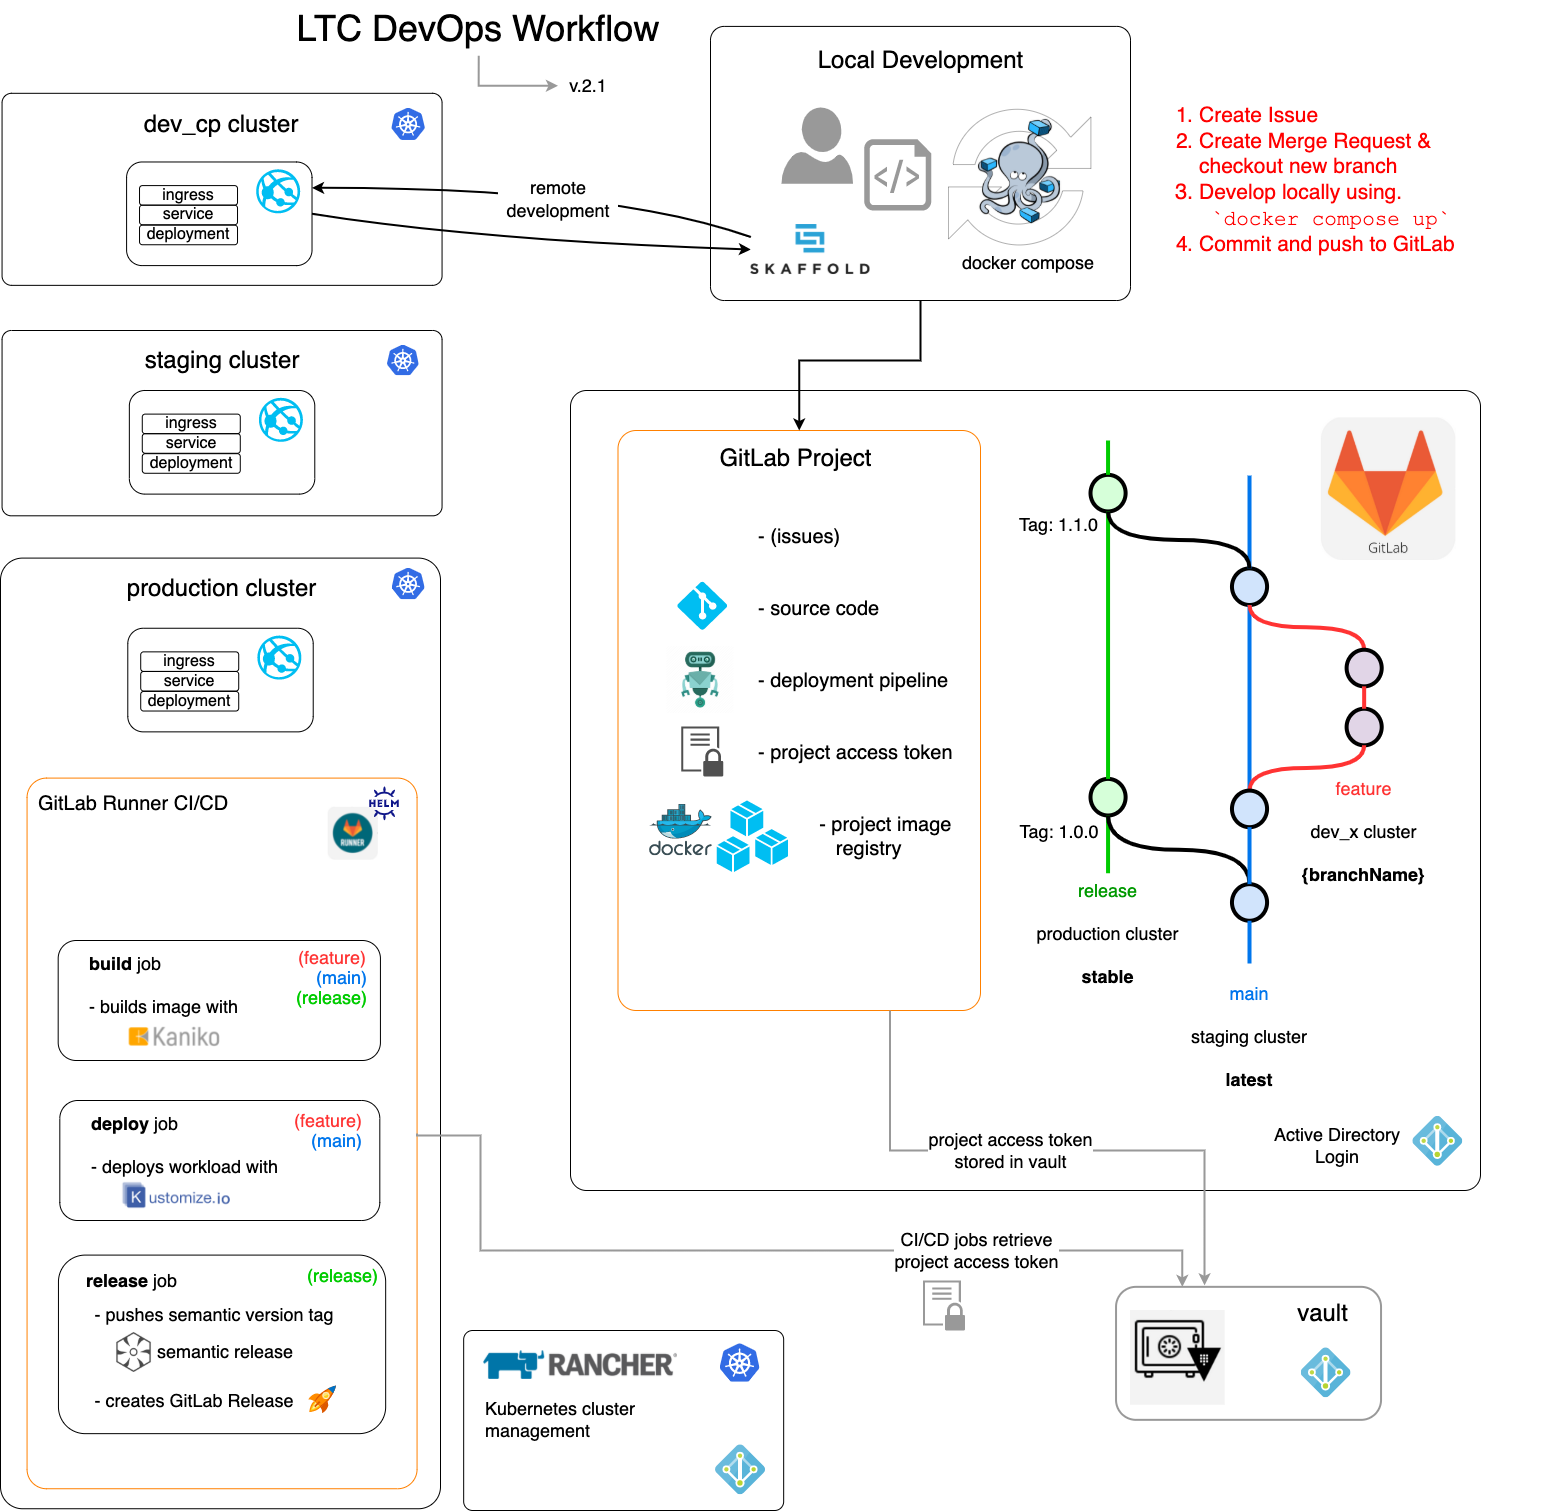 LTC DevOps Workflow
v.2.1
dev_cp cluster
ingress
service
deployment
remote
development
Local Development
SKAFFOLD
docker compose
1. Create Issue
2. Create Merge Request &
checkout new branch
3. Develop locally using.
`docker compose up`
4. Commit and push to GitLab
staging cluster
ingress
service
deployment
production cluster
ingress
service
deployment
GitLab Runner CI/CD
HELM
RUNNER
build job
(feature)
(main)
(release)
- builds image with
Kaniko
deploy job
(feature)
(main)
- deploys workload with
Kustomize.io
release job
(release)
- pushes semantic version tag
semantic release
- creates GitLab Release
GitLab Project
- (issues)
- source code
- deployment pipeline
- project access token
docker
- project image
registry
GitLab
Tag: 1.1.0
Tag: 1.0.0
release
production cluster
stable
main
staging cluster
latest
feature
dev_x cluster
{branchName}
Active Directory
Login
project access token
stored in vault
CI/CD jobs retrieve
project access token
RANCHER
Kubernetes cluster
management
vault